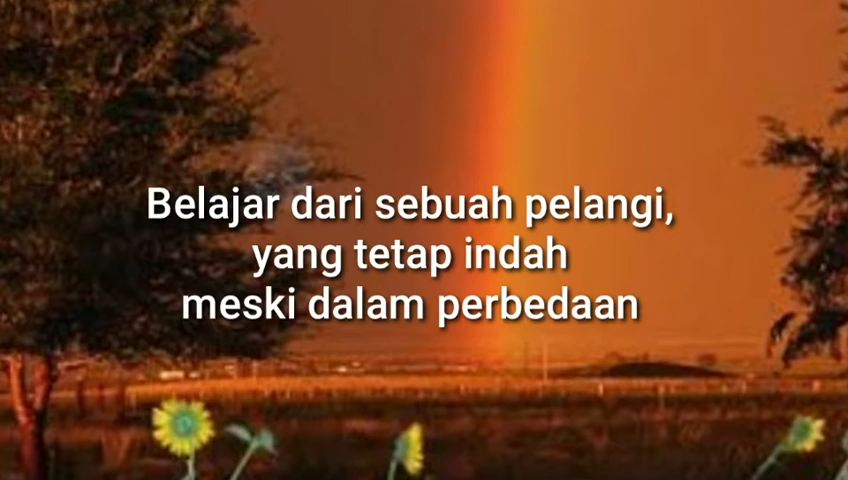 Belajar dari sebuah pelangi,
yang tetap indah
meski dalam perbedaan